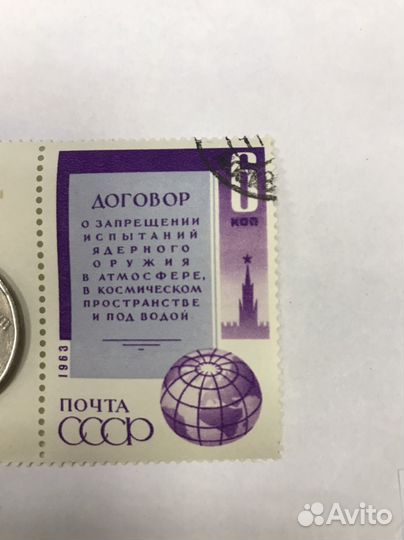 6
КОП
ДОГОВОР
О ЗАПРЕЩЕНИИ
ИСПЫТАНИЙ
ЯДЕРНОГО
ОРУЖИЯ
В АТМОСФЕРЕ,
В КОСМИЧЕСКОМ
ПРОСТРАНСТВЕ
И ПОД ВОДОЙ
1963
ПОЧТА
СССР
Avito